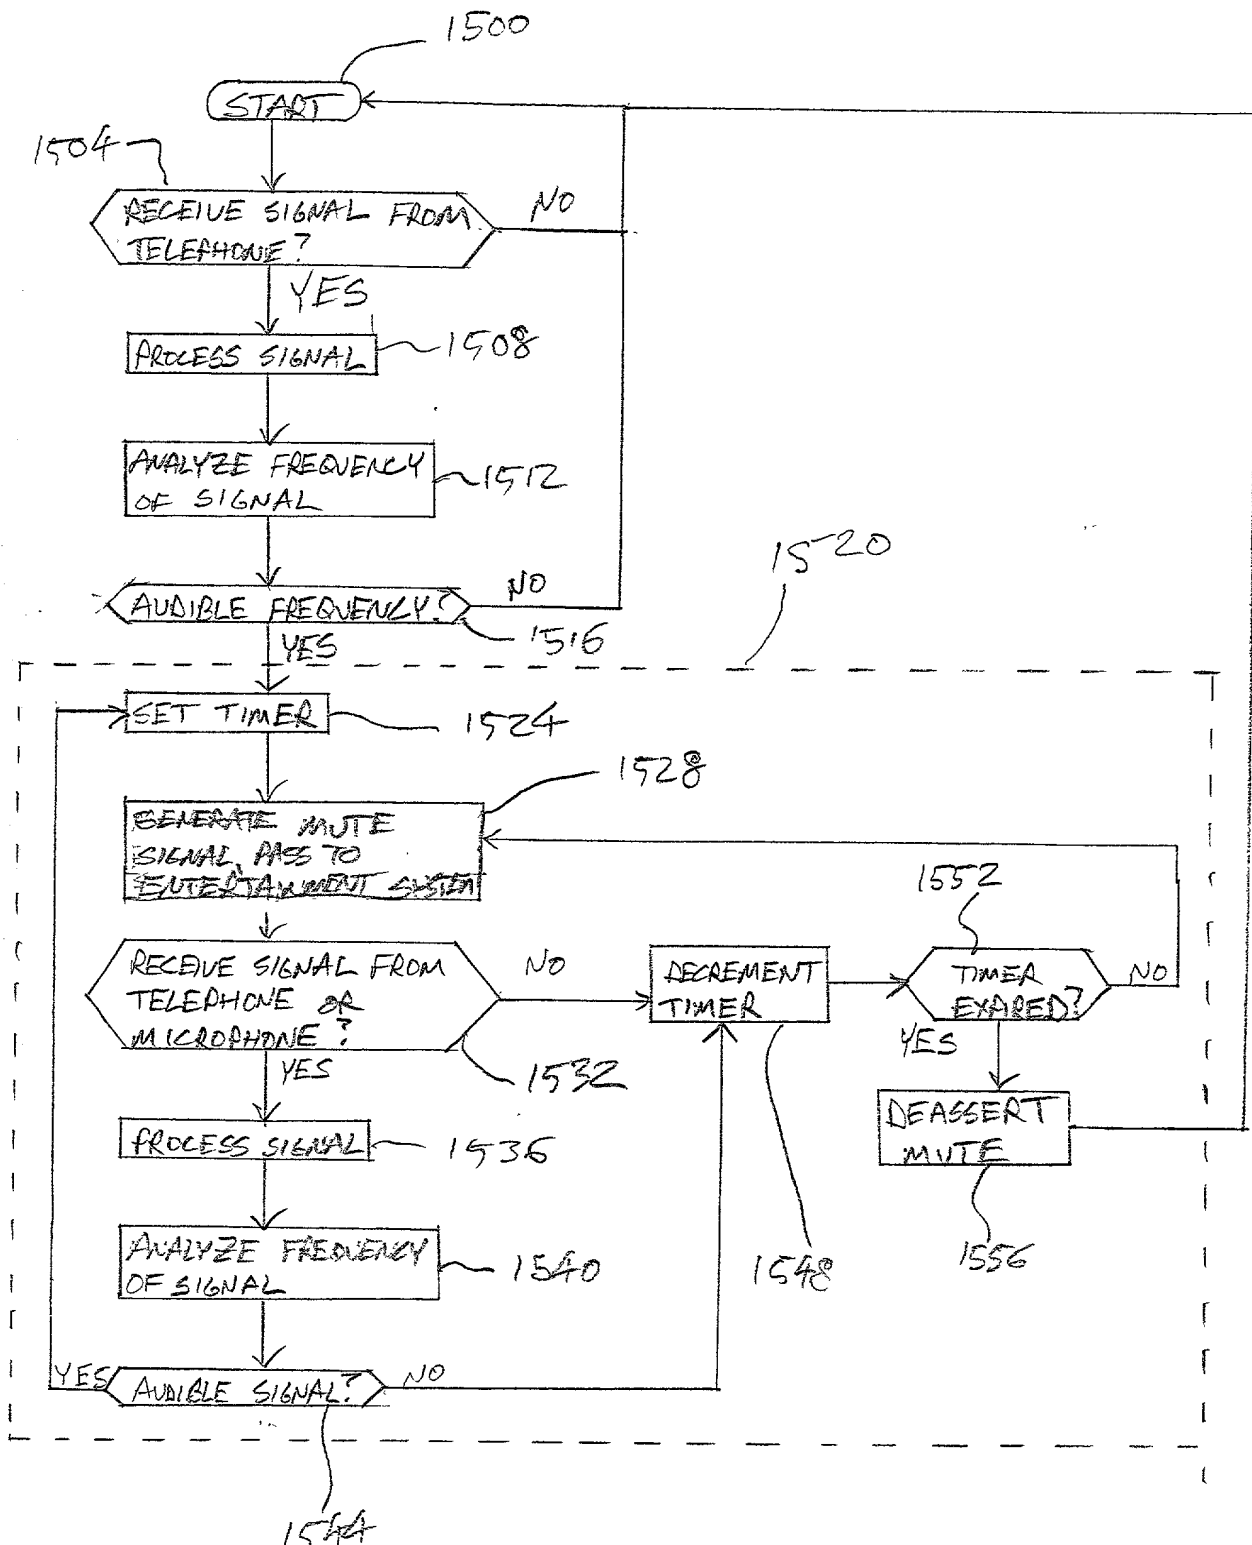 1500
START
1504
RECEIVE SIGNAL FROM
TELEPHONE?
NO
YES
PROCESS SIGNAL
1508
ANALYZE FREQUENCY
OF SIGNAL
1512
1520
AUDIBLE FREQUENCY?
NO
1516
YES
SET TIMER
1524
1528
GENERATE MUTE
SIGNAL, PASS TO
ENTERTAINMENT SYSTEM
1552
RECEIVE SIGNAL FROM
TELEPHONE OR
MICROPHONE?
NO
DECREMENT
TIMER
TIMER
EXPIRED?
NO
YES
YES
1532
DEASSERT
MUTE
PROCESS SIGNAL
1536
ANALYZE FREQUENCY
OF SIGNAL
1540
1548
1556
YES
AUDIBLE SIGNAL?
NO
1544